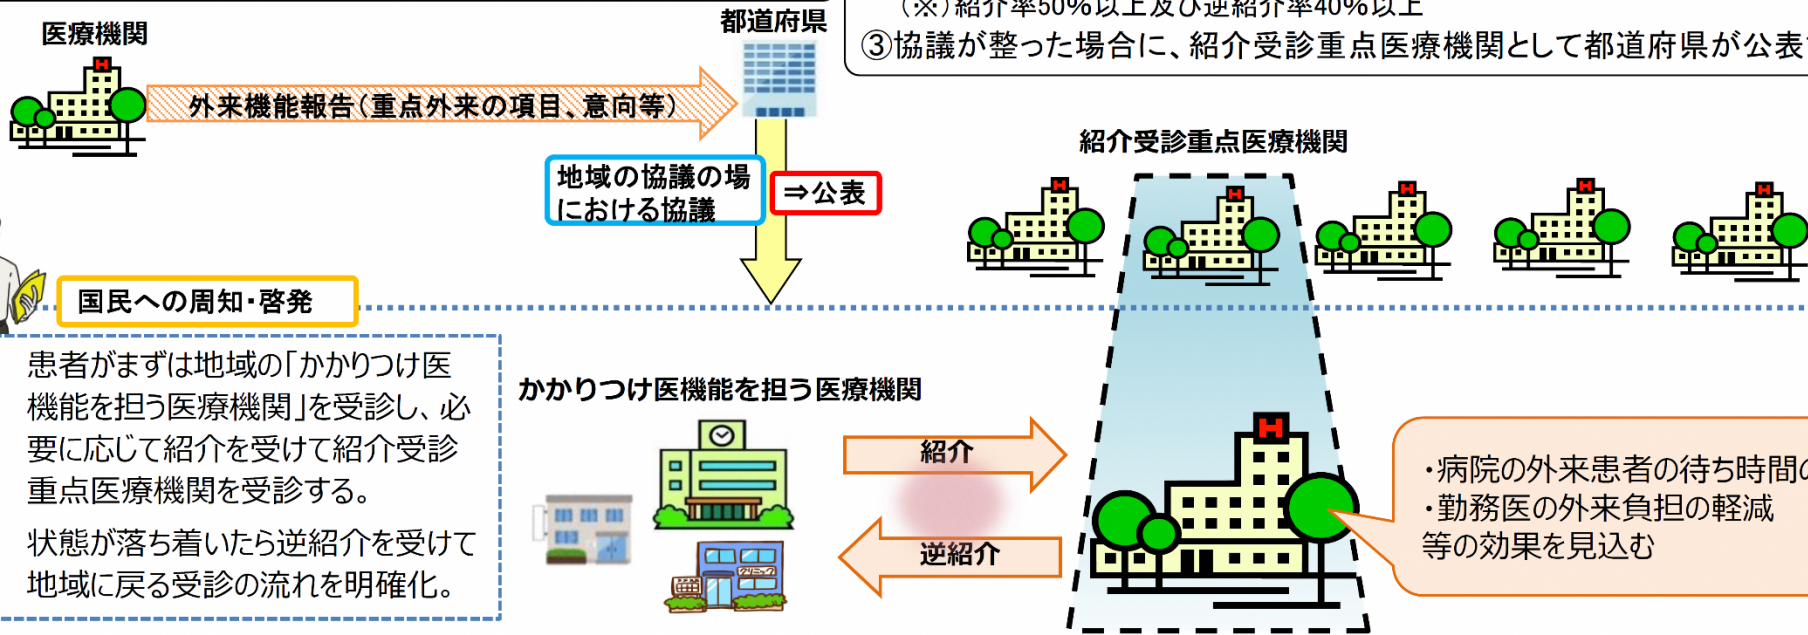 (※)紹介率50%以上及び逆紹介率40%以上
③協議が整った場合に、紹介受診重点医療機関として都道府県が公表
医療機関
都道府県
外来機能報告(重点外来の項目、意向等)
地域の協議の場
における協議
⇒公表
紹介受診重点医療機関
国民への周知・啓発
患者がまずは地域の「かかりつけ医
機能を担う医療機関」を受診し、必
要に応じて紹介を受けて紹介受診
重点医療機関を受診する。
状態が落ち着いたら逆紹介を受けて
地域に戻る受診の流れを明確化。
かかりつけ医機能を担う医療機関
クリニック
紹介
逆紹介
H
H
H
H
H
H
H
・病院の外来患者の待ち時間の
・勤務医の外来負担の軽減
等の効果を見込む